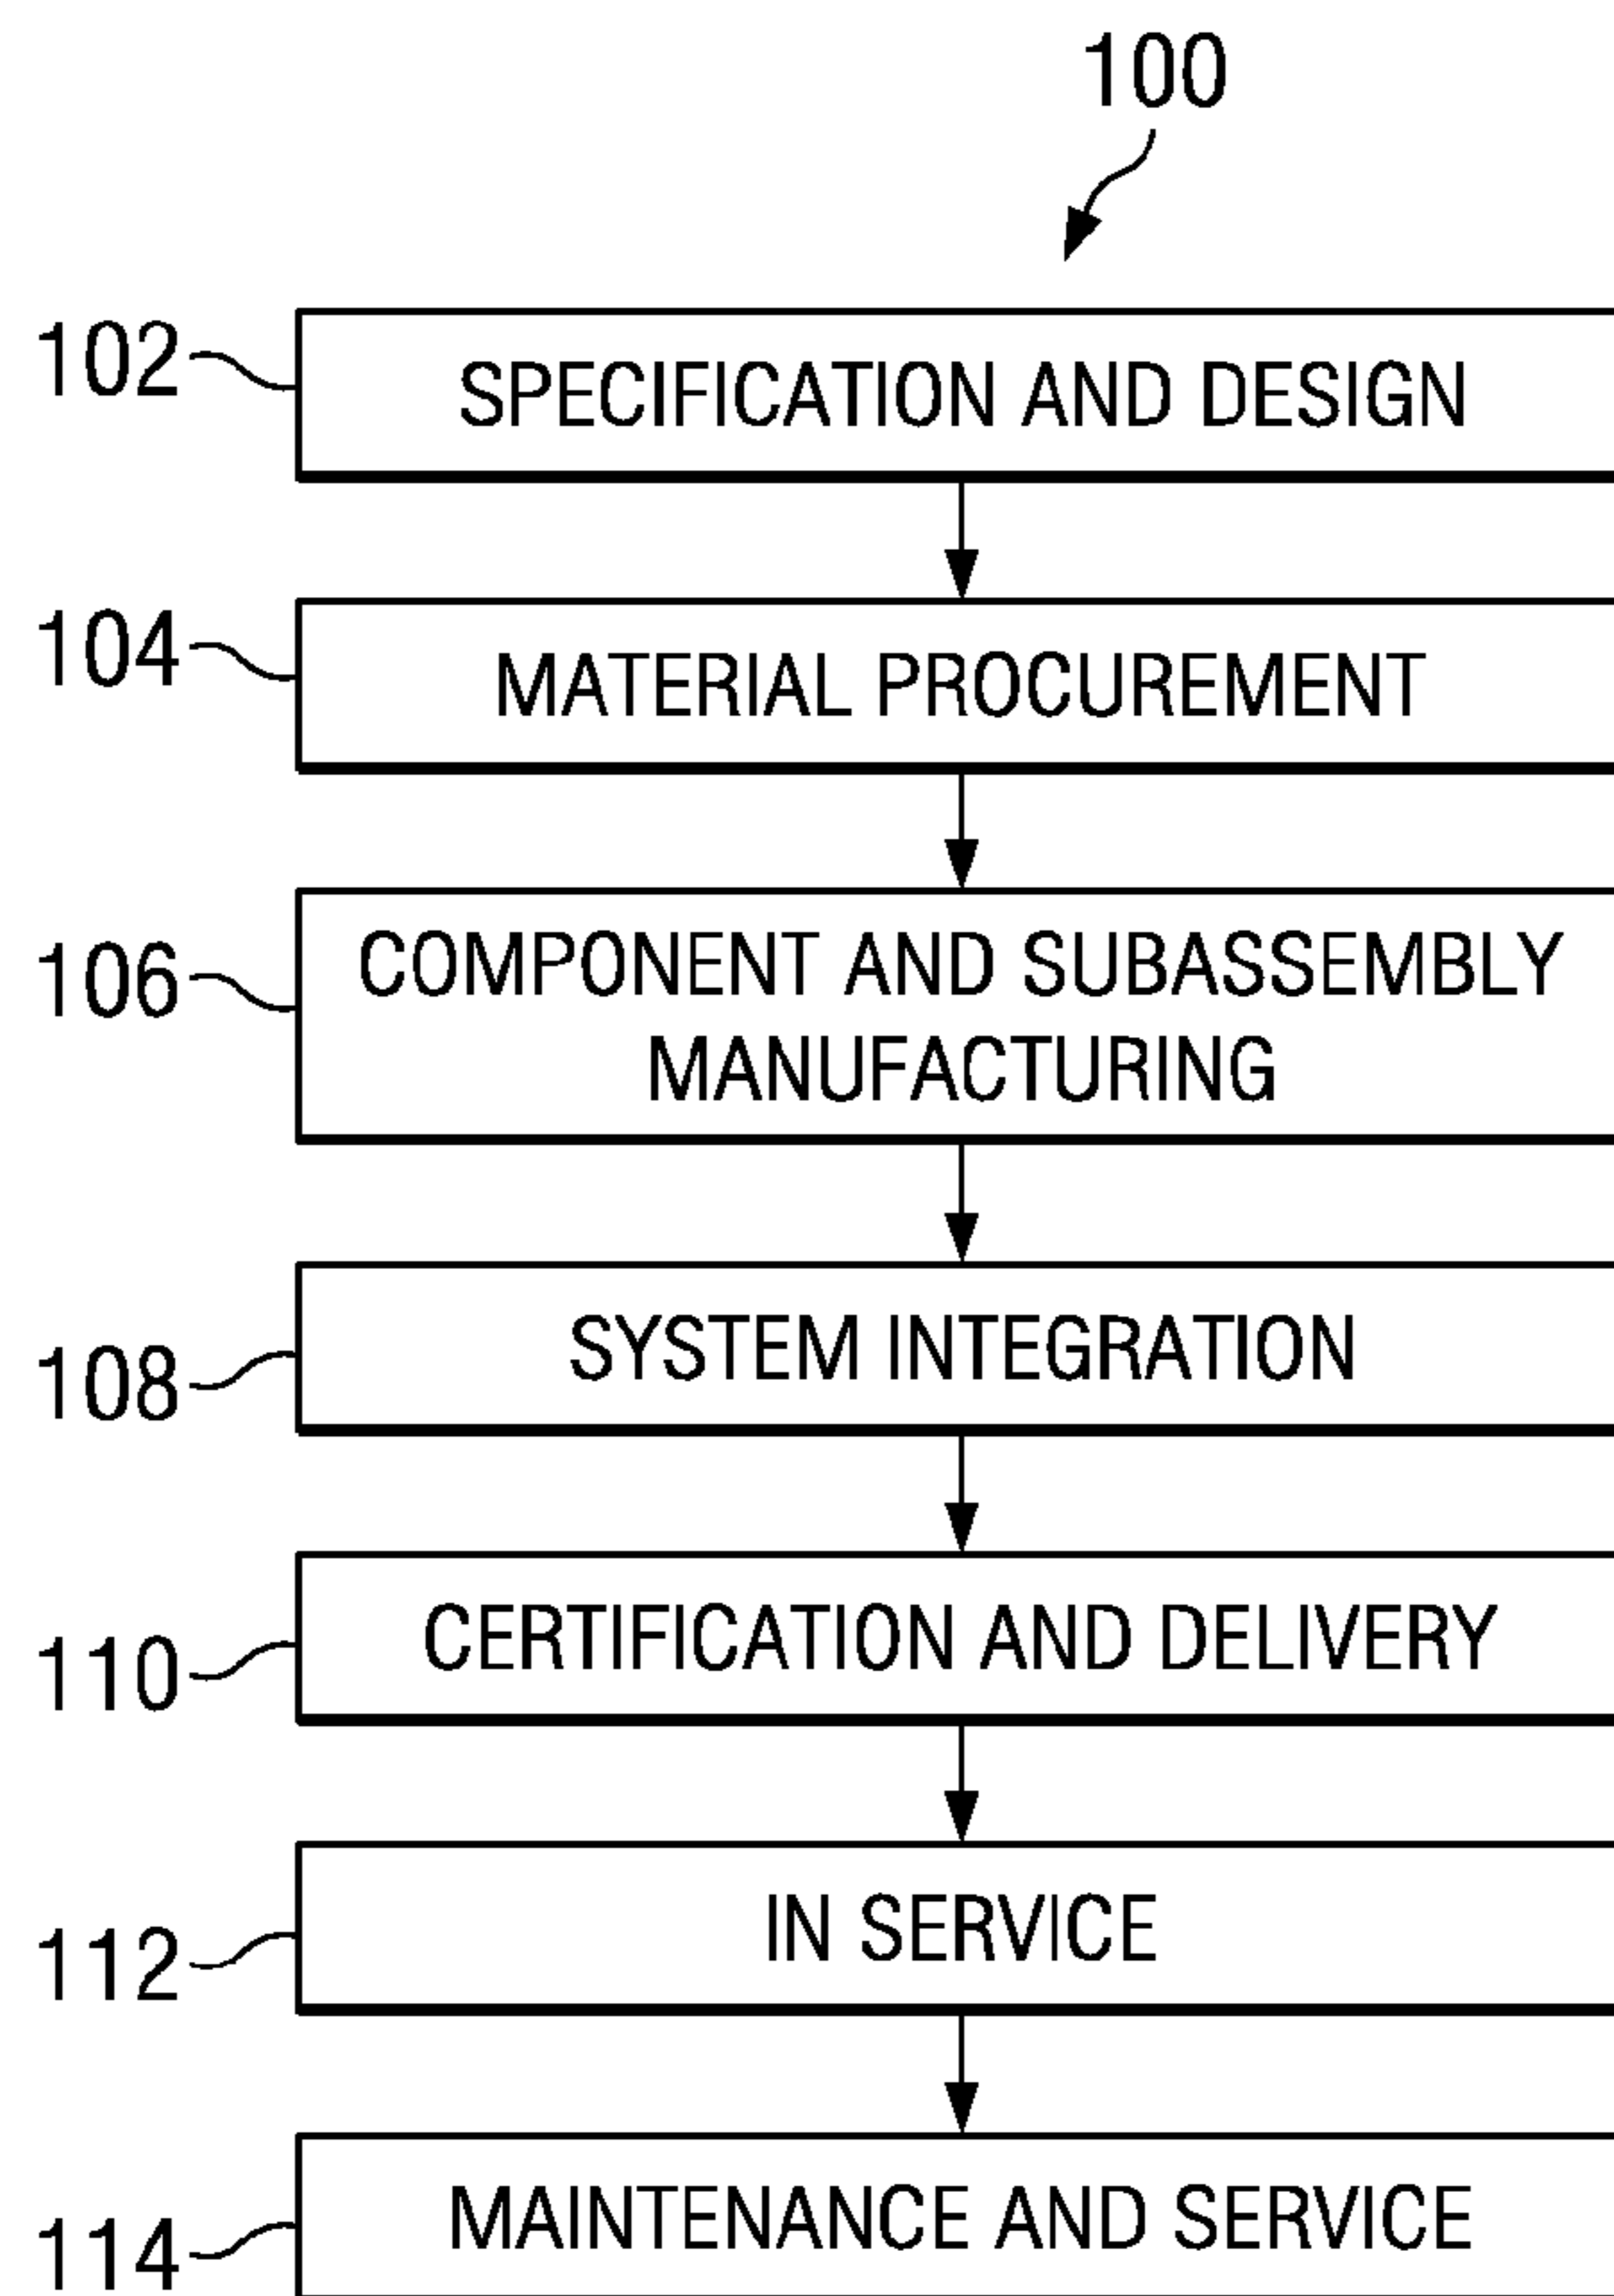 100
102 SPECIFICATION AND DESIGN
104 MATERIAL PROCUREMENT
106 COMPONENT AND SUBASSEMBLY
MANUFACTURING
108 SYSTEM INTEGRATION
110 CERTIFICATION AND DELIVERY
112 IN SERVICE
114 MAINTENANCE AND SERVICE